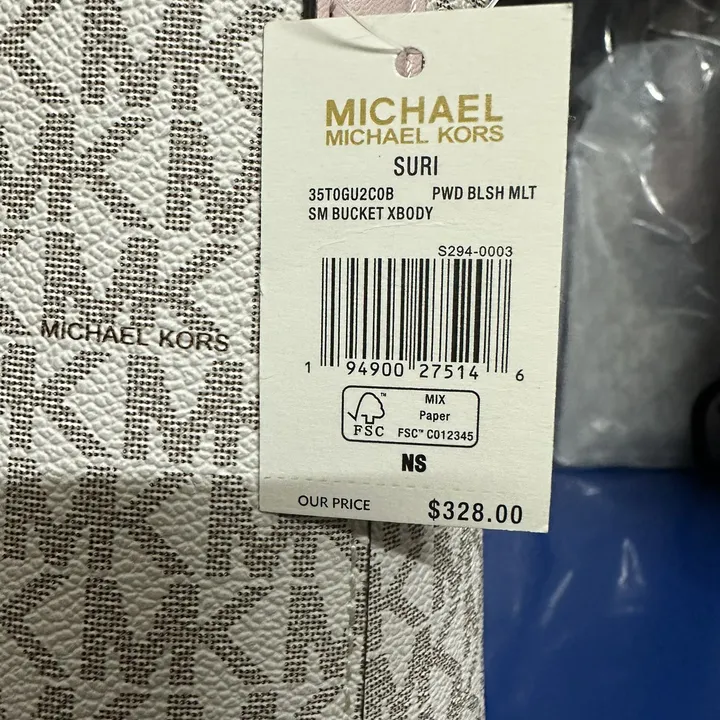 MICHAEL
MICHAEL KORS
SURI
35T0GU2C0B PWD BLSH MLT
SM BUCKET XBODY
S294-0003
1 94900 27514 6
FSC™
MIX
Paper
FSC™ C012345
NS
OUR PRICE $328.00
MICHAEL KORS